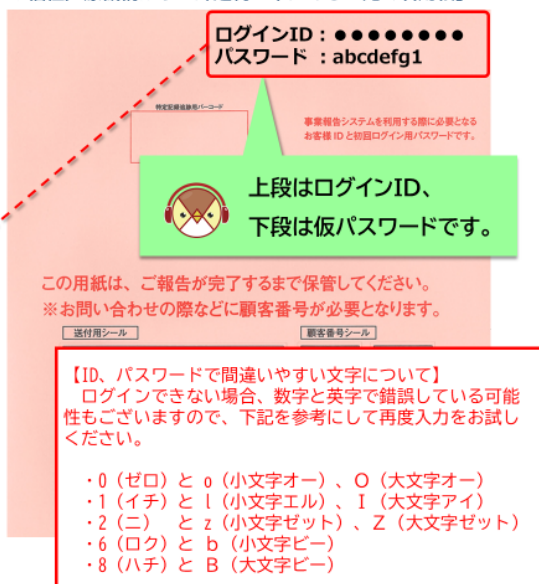 ログインID：●●●●●●●●
パスワード ：abcdefg1
特定記録郵便用バーコード
事業報告システムを利用する際に必要となる
お客様 ID と初回ログイン用パスワードです。
上段はログインID、
下段は仮パスワードです。
この用紙は、ご報告が完了するまで保管してください。
※お問い合わせの際などに顧客番号が必要となります。
送付用シール
顧客番号シール
【ID、パスワードで間違いやすい文字について】
ログインできない場合、数字と英字で錯誤している可能
性もございますので、下記を参考にして再度入力をお試し
ください。
・0（ゼロ）と o（小文字オー）、O（大文字オー）
・1（イチ）と l（小文字エル）、I（大文字アイ）
・2（ニ） と z（小文字ゼット）、Z（大文字ゼット）
・6（ロク）と b（小文字ビー）
・8（ハチ）と B（大文字ビー）